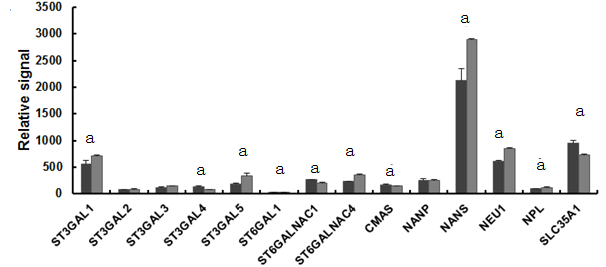 3500
3000
2500
2000
1500
1000
500
0
Relative signal
a a a a a a a a a a a
ST3GAL1 ST3GAL2 ST3GAL3 ST3GAL4 ST3GAL5 ST6GAL1 ST6GALNAC1 ST6GALNAC4 CMAS NANP NANS NEU1 NPL SLC35A1